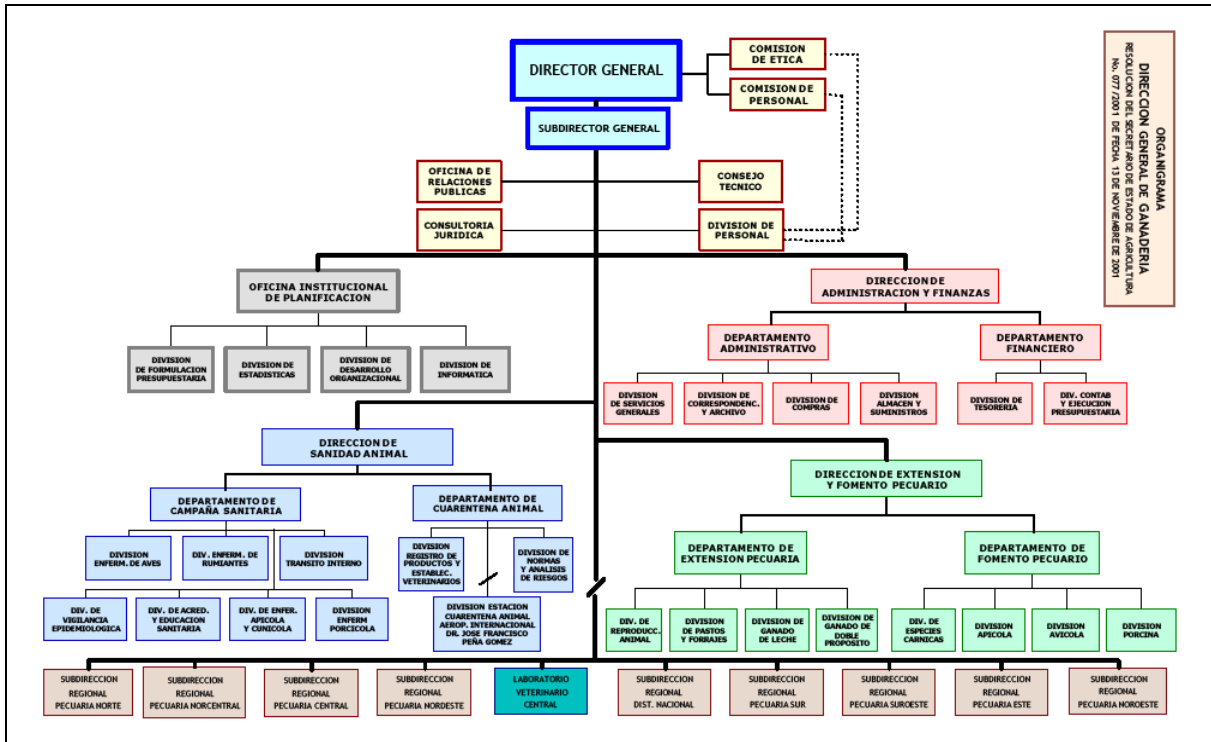 DIRECTOR GENERAL
COMISION
DE ETICA
COMISION DE
PERSONAL
SUBDIRECTOR GENERAL
OFICINA DE
RELACIONES
PUBLICAS
CONSEJO
TECNICO
CONSULTORIA
JURIDICA
DIVISION DE
PERSONAL
ORGANIGRAMA
DIRECCION GENERAL DE GANADERIA
RESOLUCION DEL SECRETARIO DE ESTADO DE AGRICULTURA
No. 077/2001 DE FECHA 13 DE NOVIEMBRE DE 2001
OFICINA INSTITUCIONAL
DE PLANIFICACION
DIVISION
DE FORMULACION
PRESUPUESTARIA
DIVISION DE
ESTADISTICAS
DIVISION DE
DESARROLLO
ORGANIZACIONAL
DIVISION DE
INFORMATICA
DIRECCION DE
ADMINISTRACION Y FINANZAS
DEPARTAMENTO
ADMINISTRATIVO
DEPARTAMENTO
FINANCIERO
DIVISION
DE SERVICIOS
GENERALES
DIVISION DE
CORRESPONDENC.
Y ARCHIVO
DIVISION DE
COMPRAS
DIVISION
ALMACEN Y
SUMINISTROS
DIVISION DE
TESORERIA
DIV. CONTAB
Y EJECUCION
PRESUPUESTARIA
DIRECCION DE
SANIDAD ANIMAL
DEPARTAMENTO DE
CAMPAÑA SANITARIA
DEPARTAMENTO DE
CUARENTENA ANIMAL
DIVISION
ENFERM. DE AVES
DIV. ENFERM. DE
RUMIANTES
DIVISION
TRANSITO INTERNO
DIVISION
REGISTRO DE
PRODUCTOS Y
ESTABLEC.
VETERINARIOS
DIVISION DE
NORMAS
Y ANALISIS DE
RIESGOS
DIV. DE
VIGILANCIA
EPIDEMIOLOGICA
DIV. DE ACRED.
Y EDUCACION
SANITARIA
DIV. DE ENFER.
APICOLA
Y CUNICOLA
DIVISION
ENFERM
PORCICOLA
DIVISION ESTACION
CUARENTENA ANIMAL
AEROP. INTERNACIONAL
DR. JOSE FRANCISCO
PEÑA GOMEZ
DIRECCION DE EXTENSION
Y FOMENTO PECUARIO
DEPARTAMENTO DE
EXTENSION PECUARIA
DEPARTAMENTO DE
FOMENTO PECUARIO
DIV. DE
REPRODUCC.
ANIMAL
DIVISION
DE PASTOS
Y FORRAJES
DIVISION DE
GANADO
DE LECHE
DIVISION DE
GANADO DE
DOBLE
PROPOSITO
DIV. DE
ESPECIES
CARNICAS
DIVISION
APICOLA
DIVISION
AVICOLA
DIVISION
PORCINA
SUBDIRECCION
REGIONAL
PECUARIA NORTE
SUBDIRECCION
REGIONAL
PECUARIA NORCENTRAL
SUBDIRECCION
REGIONAL
PECUARIA CENTRAL
SUBDIRECCION
REGIONAL
PECUARIA NORDESTE
LABORATORIO
VETERINARIO
CENTRAL
SUBDIRECCION
REGIONAL
DIST. NACIONAL
SUBDIRECCION
REGIONAL
PECUARIA SUR
SUBDIRECCION
REGIONAL
PECUARIA SUROESTE
SUBDIRECCION
REGIONAL
PECUARIA ESTE
SUBDIRECCION
REGIONAL
PECUARIA NOROESTE